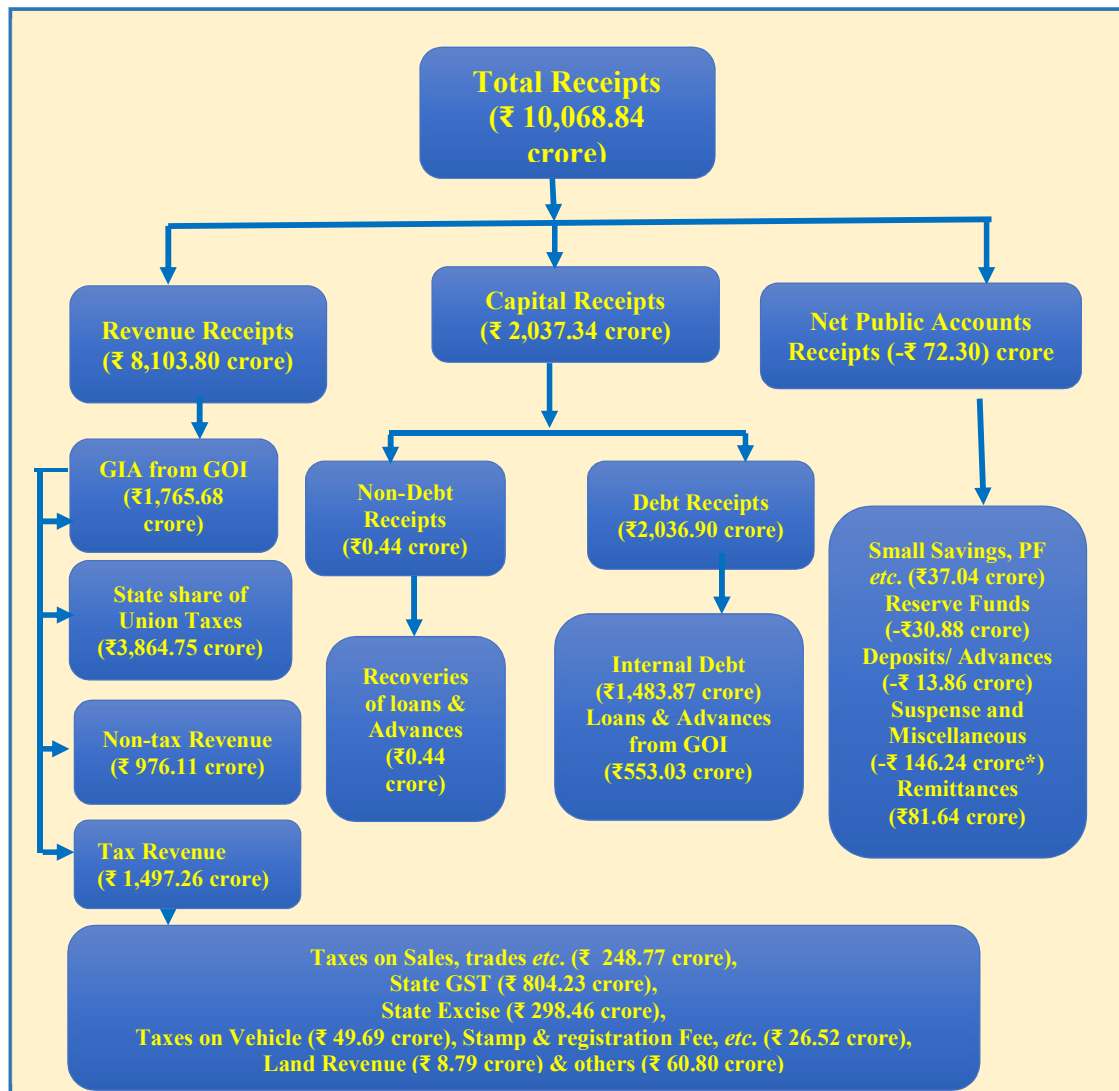 Total Receipts
(₹ 10,068.84
crore)
Revenue Receipts
(₹ 8,103.80 crore)
Capital Receipts
(₹ 2,037.34 crore)
Net Public Accounts
Receipts (-₹ 72.30) crore
GIA from GOI
(₹1,765.68
crore)
State share of
Union Taxes
(₹3,864.75 crore)
Non-tax Revenue
(₹ 976.11 crore)
Tax Revenue
(₹ 1,497.26 crore)
Non-Debt
Receipts
(₹0.44 crore)
Debt Receipts
(₹2,036.90 crore)
Recoveries
of loans &
Advances
(₹0.44
crore)
Internal Debt
(₹1,483.87 crore)
Loans & Advances
from GOI
(₹553.03 crore)
Small Savings, PF
etc. (₹37.04 crore)
Reserve Funds
(-₹30.88 crore)
Deposits/ Advances
(-₹ 13.86 crore)
Suspense and
Miscellaneous
(-₹ 146.24 crore*)
Remittances
(₹81.64 crore)
Taxes on Sales, trades etc. (₹ 248.77 crore),
State GST (₹ 804.23 crore),
State Excise (₹ 298.46 crore),
Taxes on Vehicle (₹ 49.69 crore), Stamp & registration Fee, etc. (₹ 26.52 crore),
Land Revenue (₹ 8.79 crore) & others (₹ 60.80 crore)